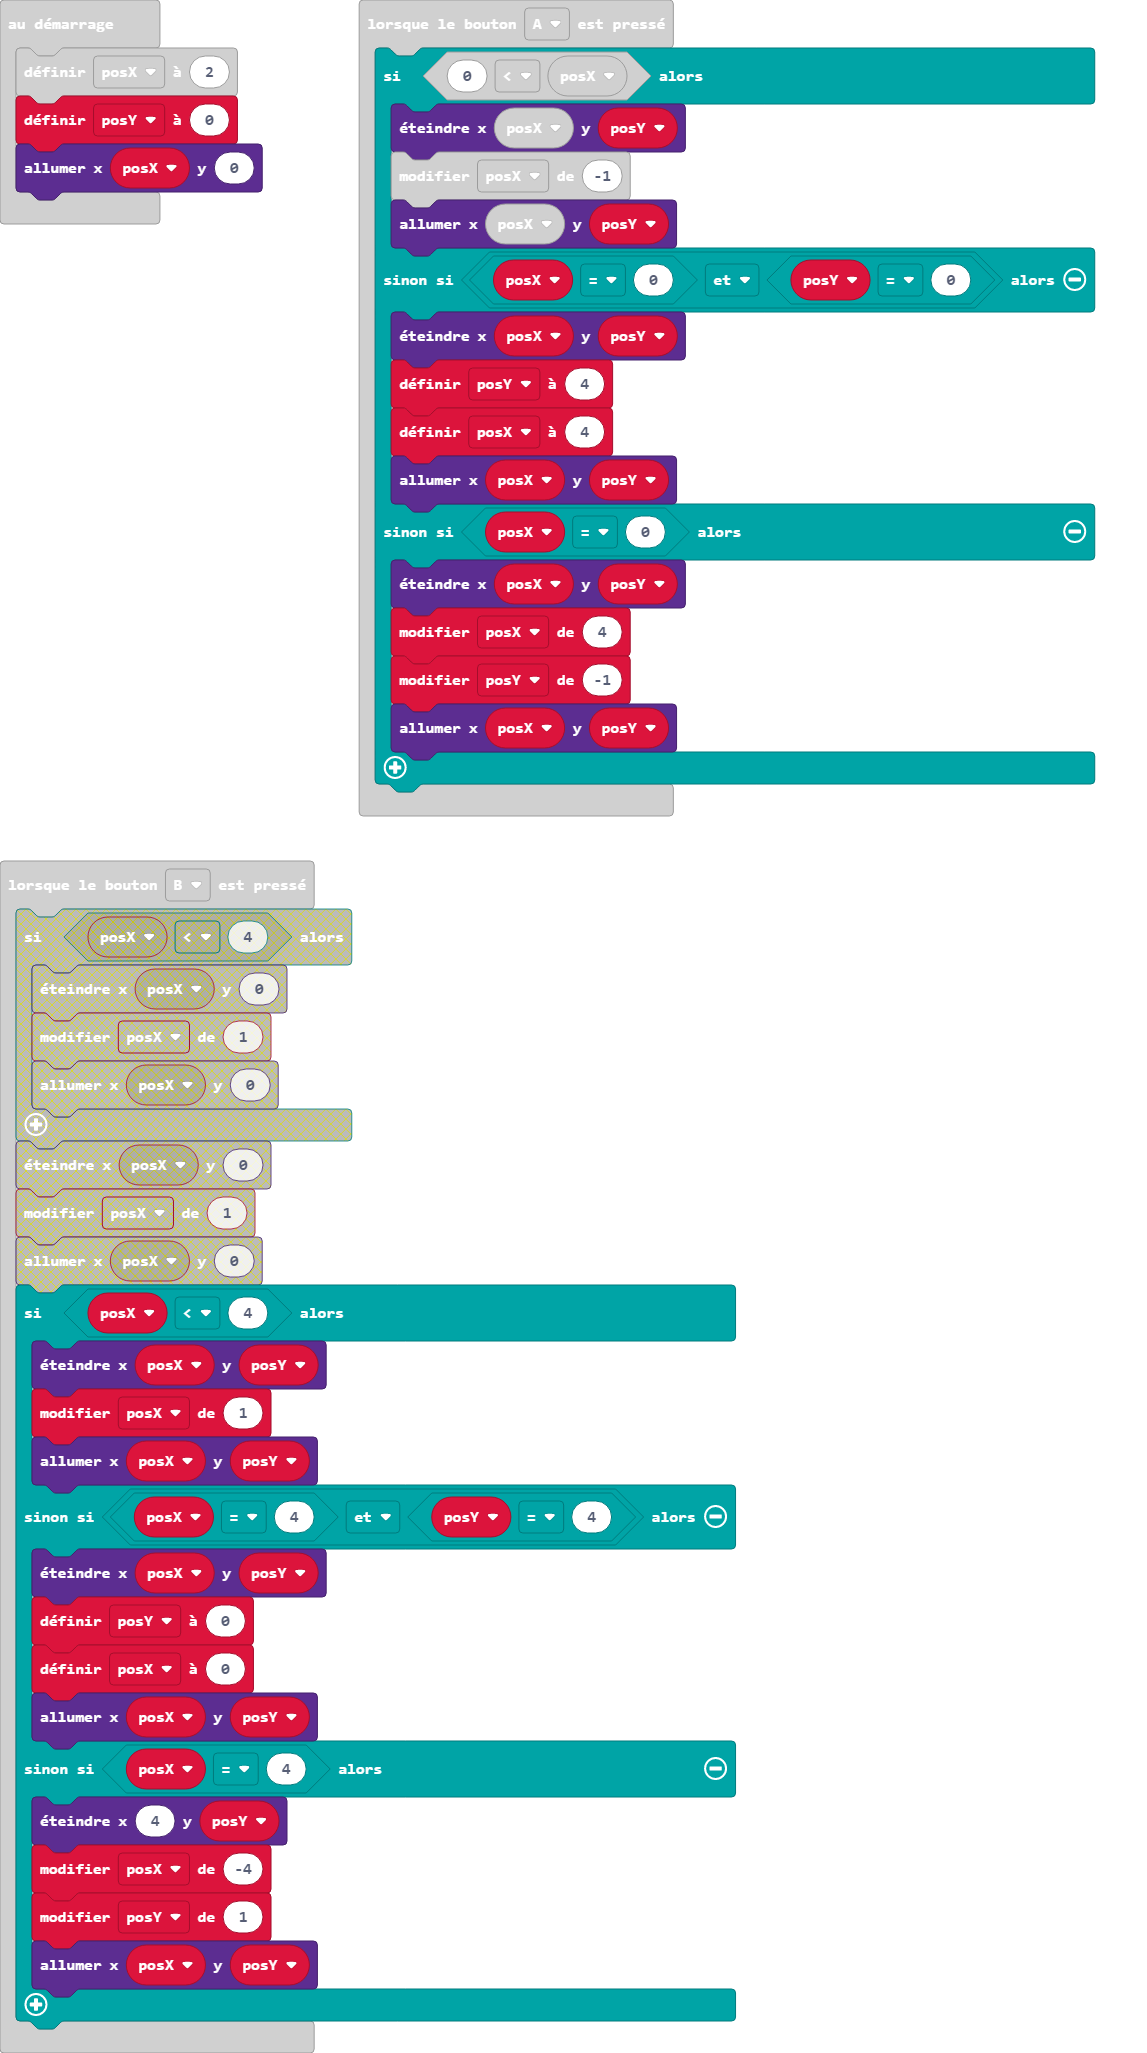 au démarrage
définir posX à 2
définir posY à 0
allumer x posX y 0
lorsque le bouton A est pressé
si 0 < posX alors
éteindre x posX y posY
modifier posX de -1
allumer x posX y posY
sinon si posX = 0 et posY = 0 alors
éteindre x posX y posY
définir posY à 4
définir posX à 4
allumer x posX y posY
sinon si posX = 0 alors
éteindre x posX y posY
modifier posX de 4
modifier posY de -1
allumer x posX y posY
lorsque le bouton B est pressé
si posX < 4 alors
éteindre x posX y 0
modifier posX de 1
allumer x posX y 0
éteindre x posX y 0
modifier posX de 1
allumer x posX y 0
si posX < 4 alors
éteindre x posX y posY
modifier posX de 1
allumer x posX y posY
sinon si posX = 4 et posY = 4 alors
éteindre x posX y posY
définir posY à 0
définir posX à 0
allumer x posX y posY
sinon si posX = 4 alors
éteindre x 4 y posY
modifier posX de -4
modifier posY de 1
allumer x posX y posY